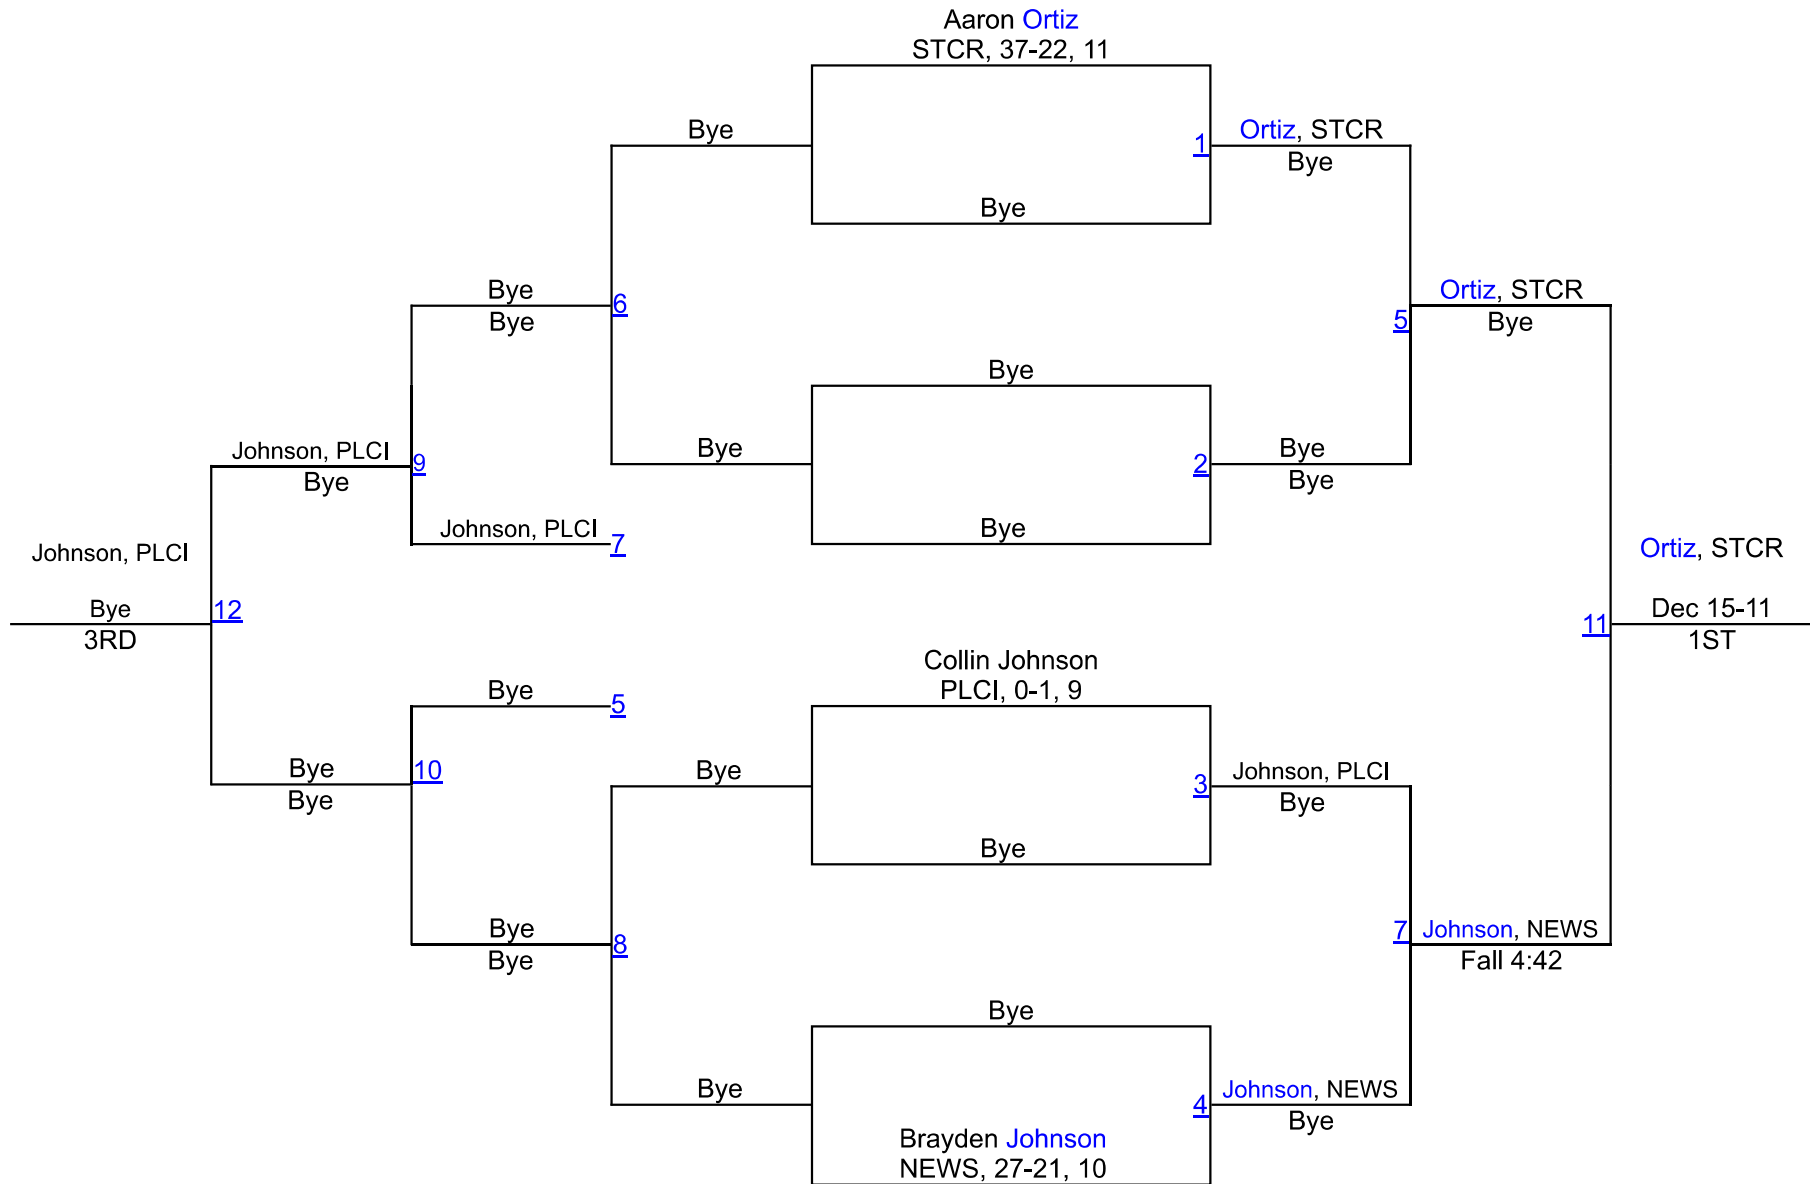 Aaron Ortiz
STCR, 37-22, 11
Bye
1
Ortiz, STCR
Bye
Bye
Bye
Bye
6
5
Ortiz, STCR
Bye
Bye
Bye
2
Bye
Bye
Bye
Johnson, PLCI
Bye
9
Johnson, PLCI
7
Johnson, PLCI
Bye
3RD
12
Ortiz, STCR
Dec 15-11
1ST
11
Collin Johnson
PLCI, 0-1, 9
Bye
5
Bye
3
Johnson, PLCI
Bye
Bye
Bye
Bye
10
Bye
Bye
8
7
Johnson, NEWS
Fall 4:42
Bye
Bye
4
Johnson, NEWS
Bye
Brayden Johnson
NEWS, 27-21, 10